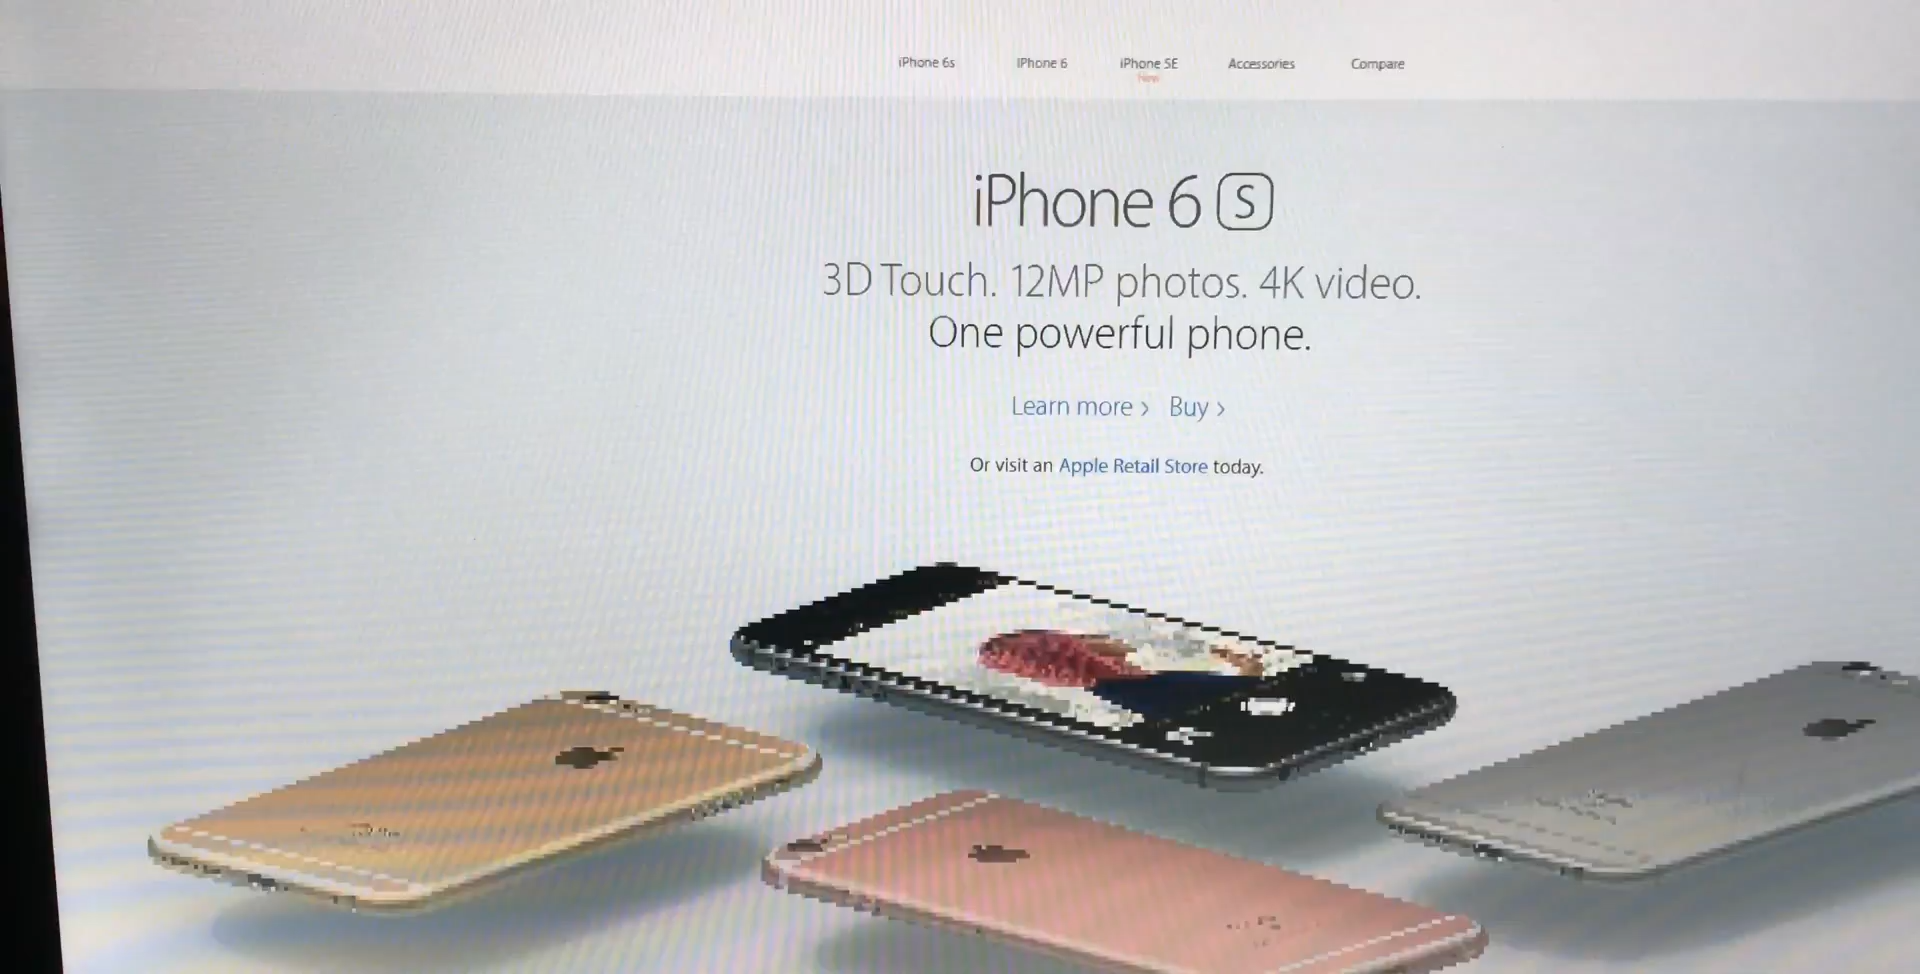 iPhone 6s iPhone 6 iPhone SE Accessories Compare
New
iPhone 6 S
3D Touch. 12MP photos. 4K video.
One powerful phone.
Learn more › Buy ›
Or visit an Apple Retail Store today.